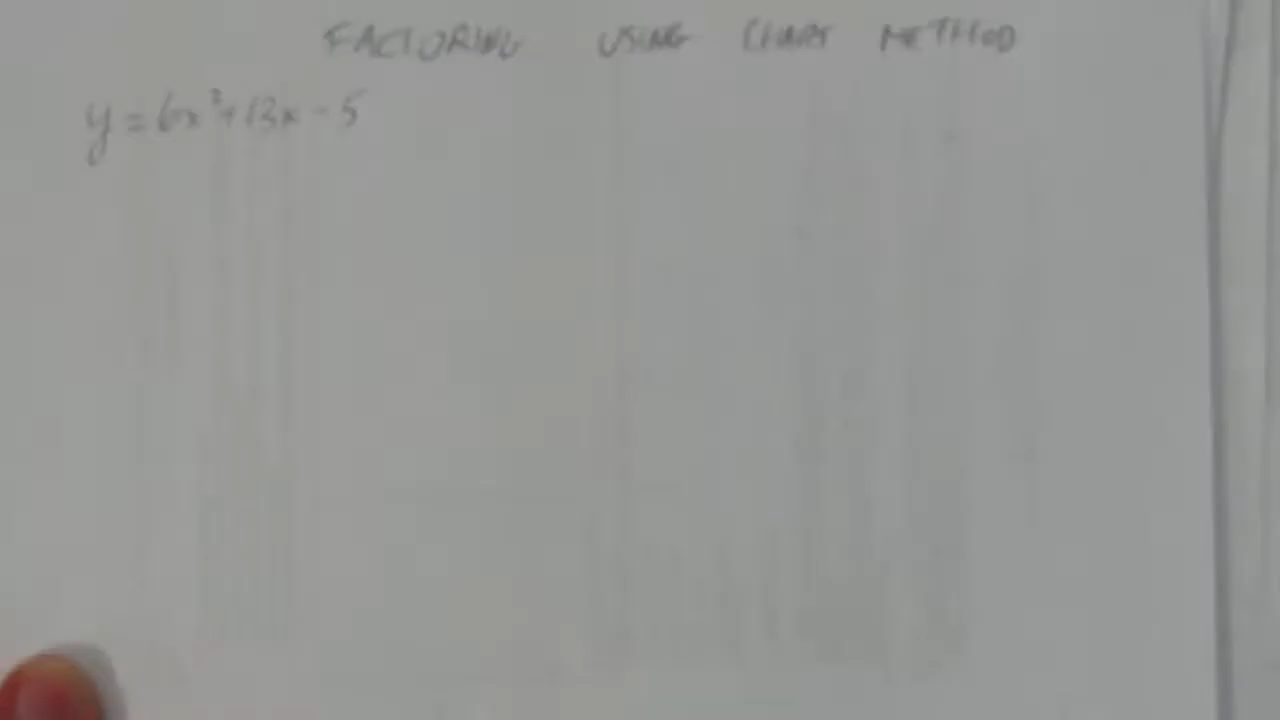 FACTORING USING CHART METHOD
y = 6x² + 13x - 5